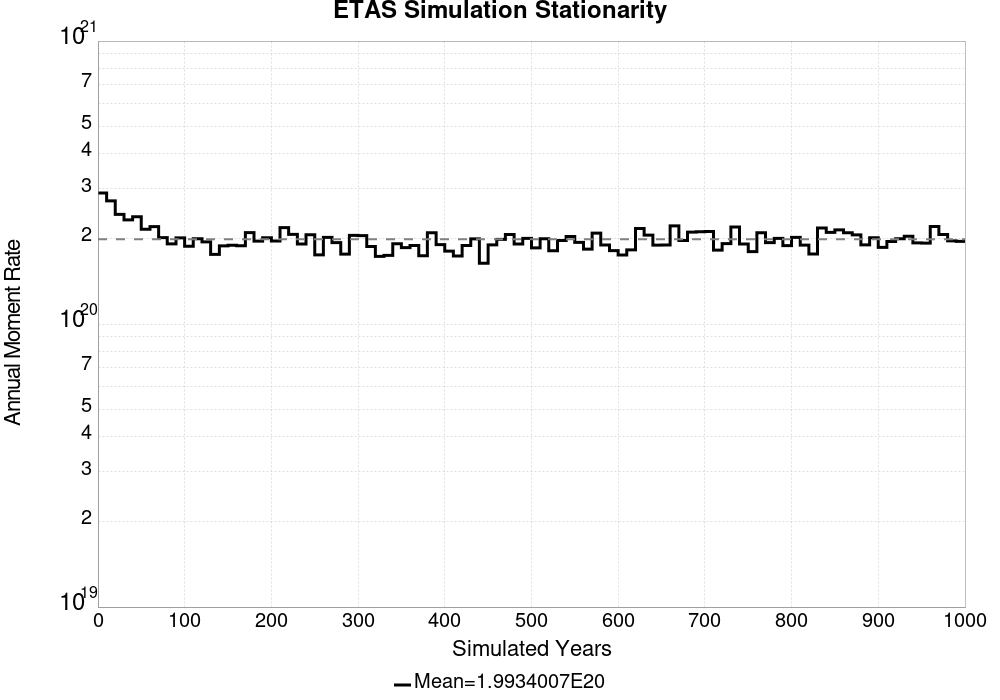 ETAS Simulation Stationarity
10^21
7
5
4
3
2
10^20
7
5
4
3
2
10^19
Annual Moment Rate
0 100 200 300 400 500 600 700 800 900 1000
Simulated Years
Mean=1.9934007E20